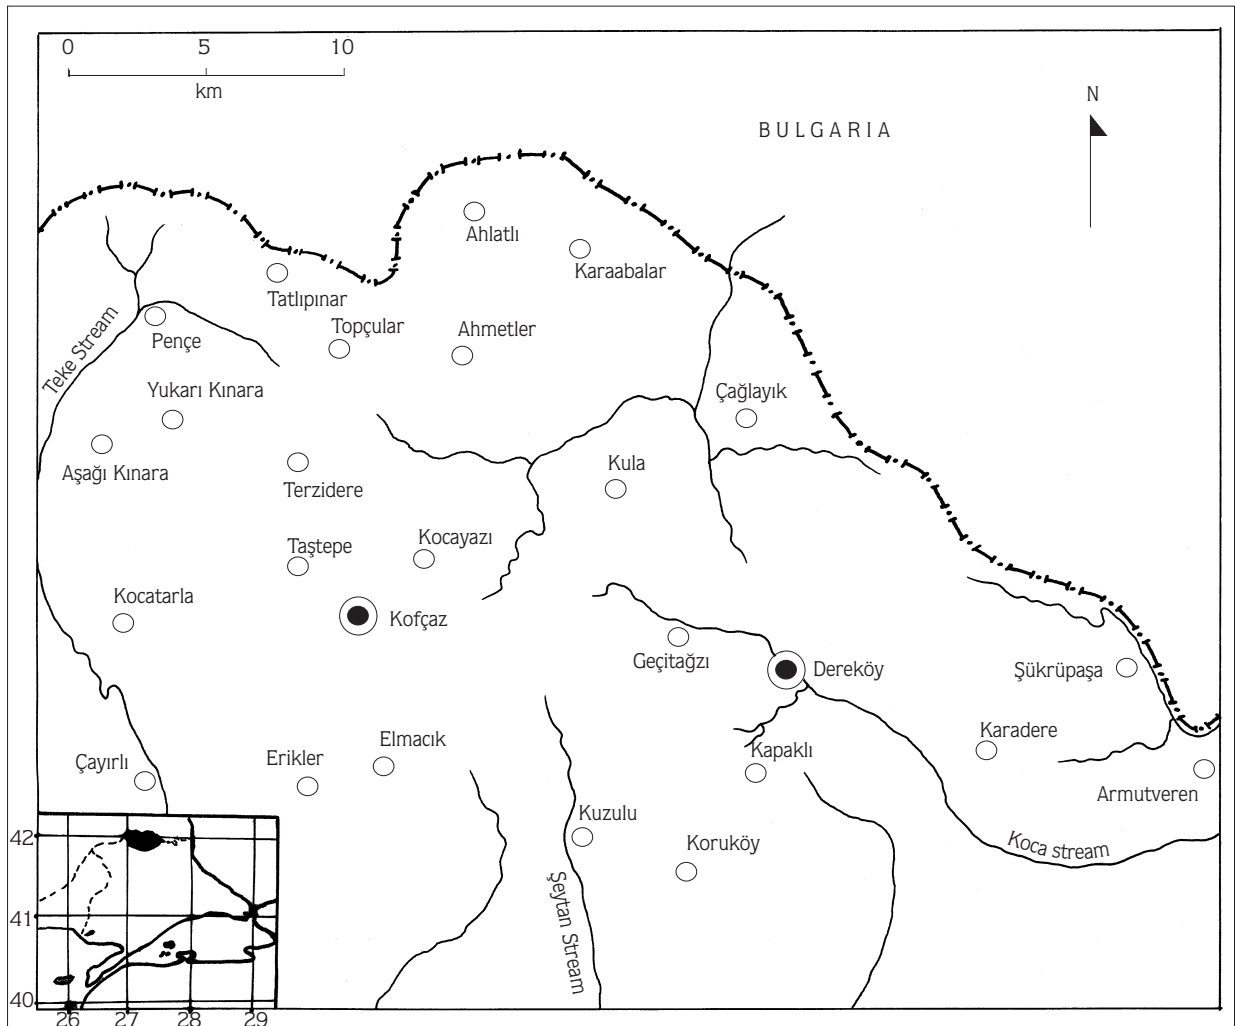 0 5 10
km
N
BULGARIA
Ahlatlı
Karaabalar
Tatlıpınar
Topçular
Ahmetler
Teke Stream
Pençe
Yukarı Kınara
Çağlayık
Aşağı Kınara
Terzidere
Kula
Taştepe
Kocayazı
Kocatarla
Kofçaz
Geçitağzı
Dereköy
Şükrüpaşa
Karadere
Elmacık
Erikler
Çayırlı
Kapaklı
Armutveren
Kuzulu
Koruköy
Koca stream
Şeytan Stream
42
41
40
26 27 28 29